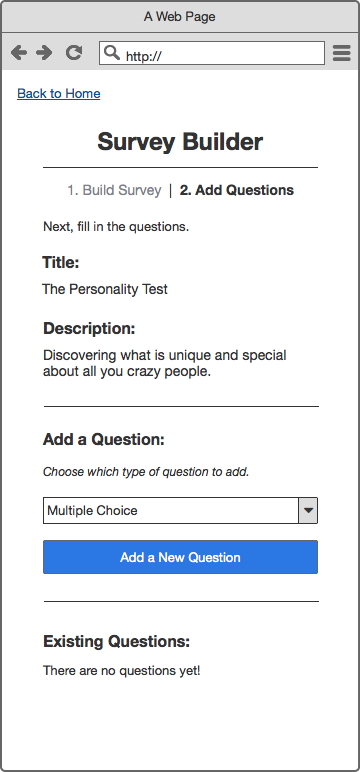 A Web Page
http://
Back to Home
Survey Builder
1. Build Survey | 2. Add Questions
Next, fill in the questions.
Title:
The Personality Test
Description:
Discovering what is unique and special
about all you crazy people.
Add a Question:
Choose which type of question to add.
Multiple Choice
Add a New Question
Existing Questions:
There are no questions yet!